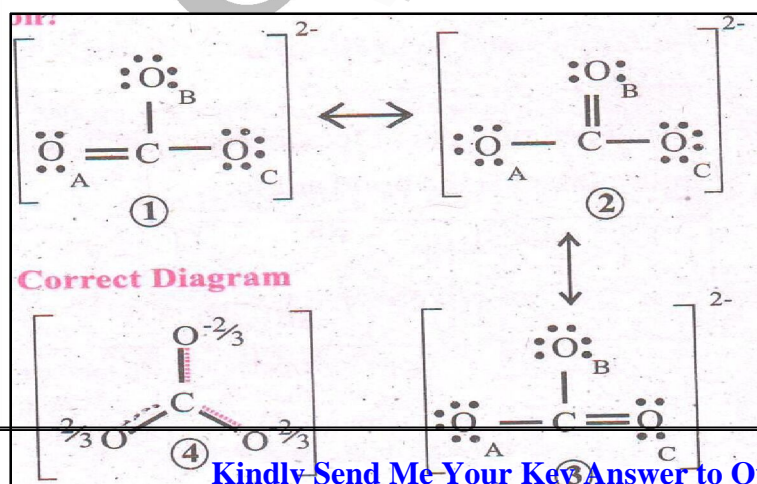 2- 2-
O B O B
O A C O C O A C O C
① ②
Correct Diagram
2-
O -2/3 O B
C O A C O C
2/3 O O 2/3
④ ③
Kindly Send Me Your Key Answer to O